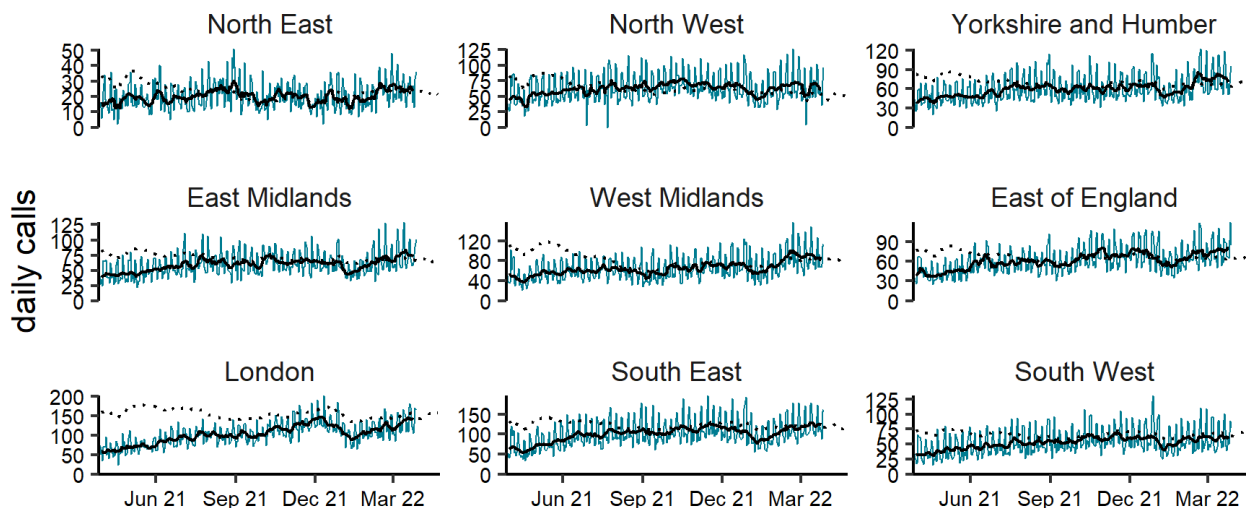 North East
North West
Yorkshire and Humber
50
40
30
20
10
0
125
100
75
50
25
0
120
90
60
30
0
daily calls
East Midlands
West Midlands
East of England
125
100
75
50
25
0
120
80
40
0
90
60
30
0
London
South East
South West
200
150
100
50
0
150
100
50
0
125
100
75
50
25
0
Jun 21
Sep 21
Dec 21
Mar 22
Jun 21
Sep 21
Dec 21
Mar 22
Jun 21
Sep 21
Dec 21
Mar 22